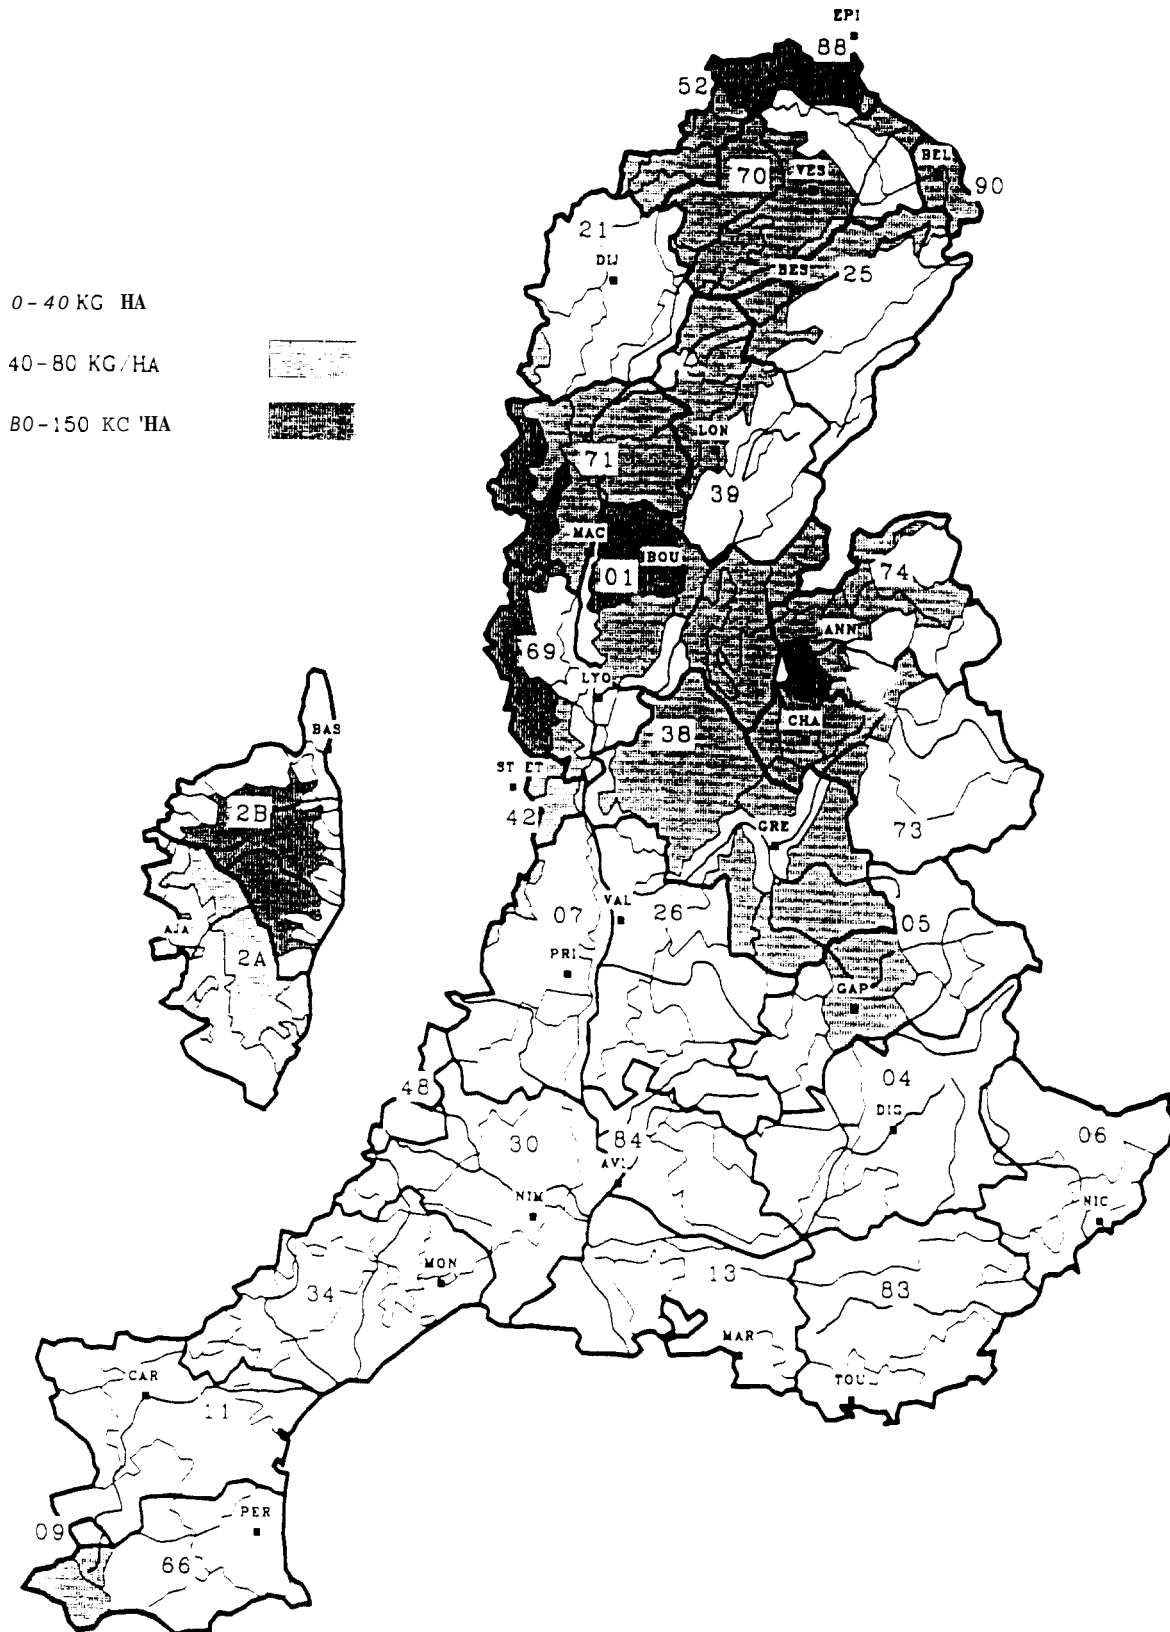 EPI
88
52
BEL
70
VES
90
21
DIJ
BES
25
0-40 KG HA
40-80 KG/HA
B0-150 KC 'HA
LON
71
39
MAC
BOU
01
74
ANN
69
LYO
CHA
38
BAS
ST ET
2B
42
GRE
73
VAL
07
26
05
AJA
PRI
2A
GAP
48
04
DIG
30
84
06
AVI
NIM
NIC
MON
13
34
83
MAR
CAR
TOU
11
PER
09
66